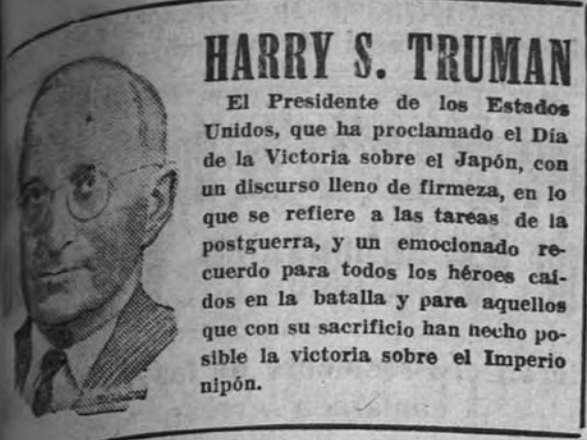 HARRY S. TRUMAN
El Presidente de los Estados
Unidos, que ha proclamado el Día
de la Victoria sobre el Japón, con
un discurso lleno de firmeza, en lo
que se refiere a las tareas de la
postguerra, y un emocionado re-
cuerdo para todos los héroes caí-
dos en la batalla y para aquellos
que con su sacrificio han hecho po-
sible la victoria sobre el Imperio
nipón.